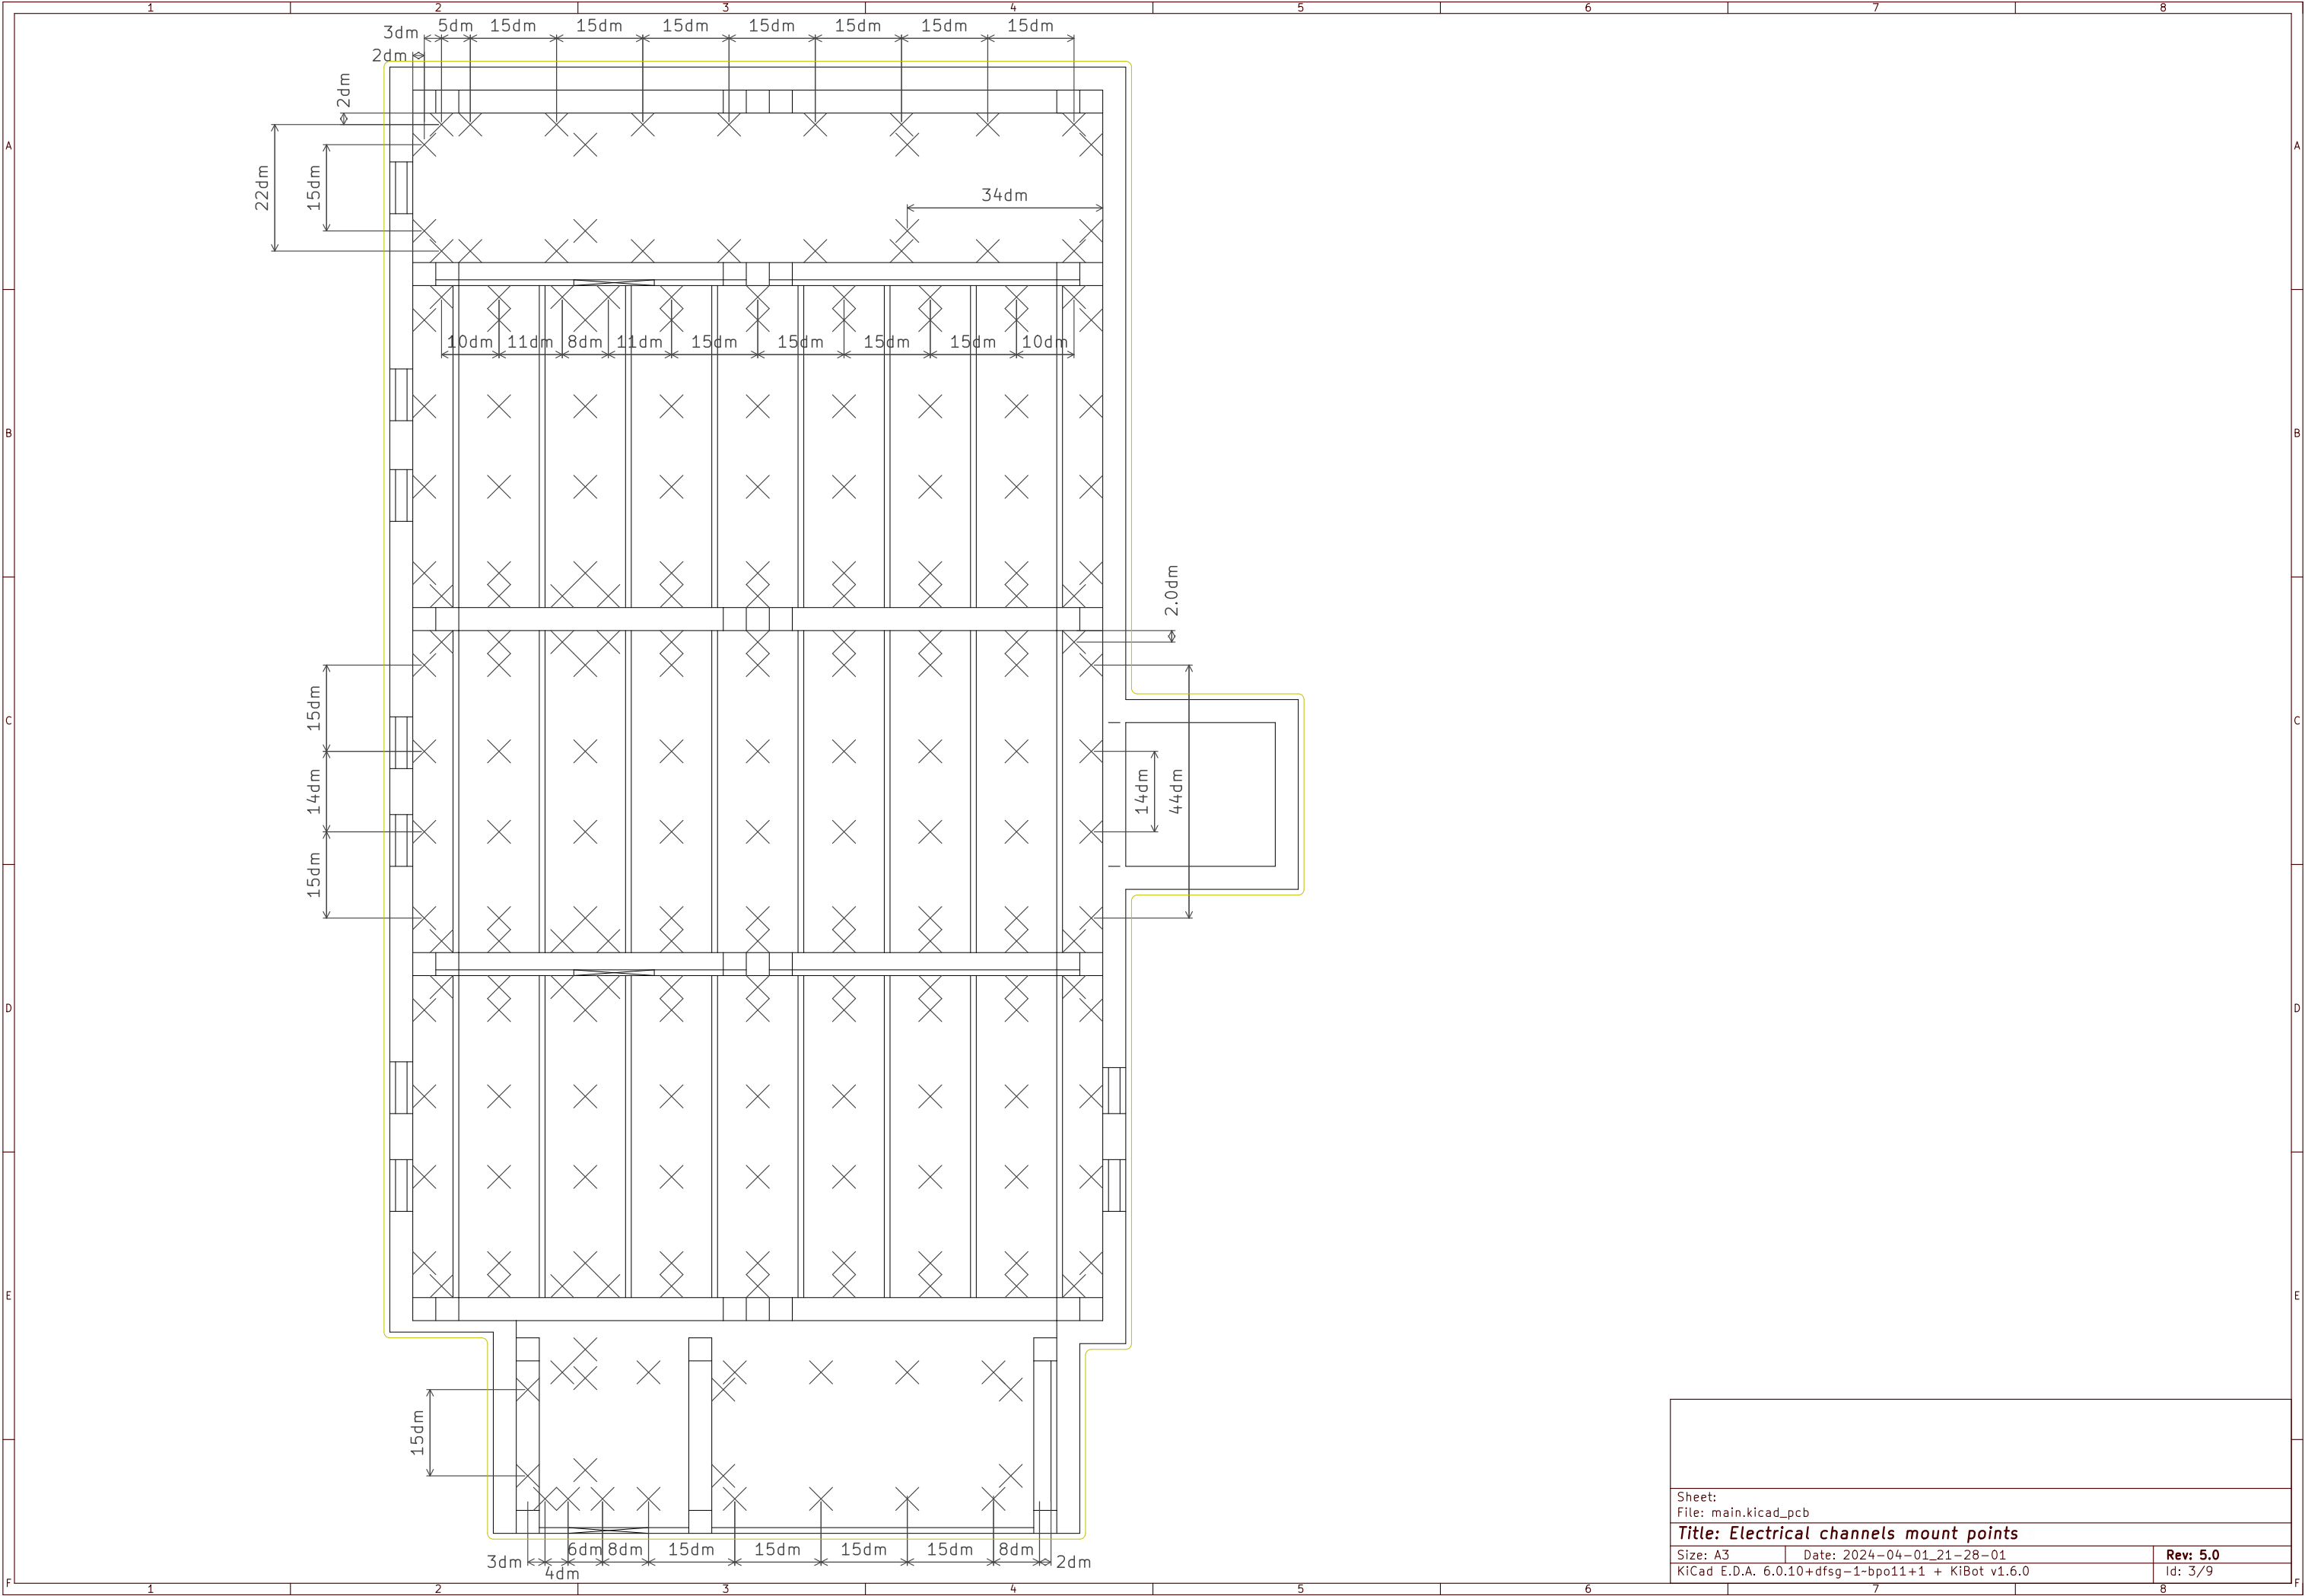 1 2 3 4 5 6 7 8
3dm 5dm 15dm 15dm 15dm 15dm 15dm 15dm 15dm
2dm
2dm
A A
22dm 15dm
34dm
10dm 11dm 8dm 11dm 15dm 15dm 15dm 15dm 10dm
B B
2.0dm
15dm
C C
14dm 14dm 44dm
15dm
D D
E E
15dm
Sheet:
File: main.kicad_pcb
Title: Electrical channels mount points
Size: A3 Date: 2024-04-01_21-28-01 Rev: 5.0
KiCad E.D.A. 6.0.10+dfsg-1~bpo11+1 + KiBot v1.6.0 Id: 3/9
3dm 6dm 8dm 15dm 15dm 15dm 15dm 8dm 2dm
4dm
F F
1 2 3 4 5 6 7 8